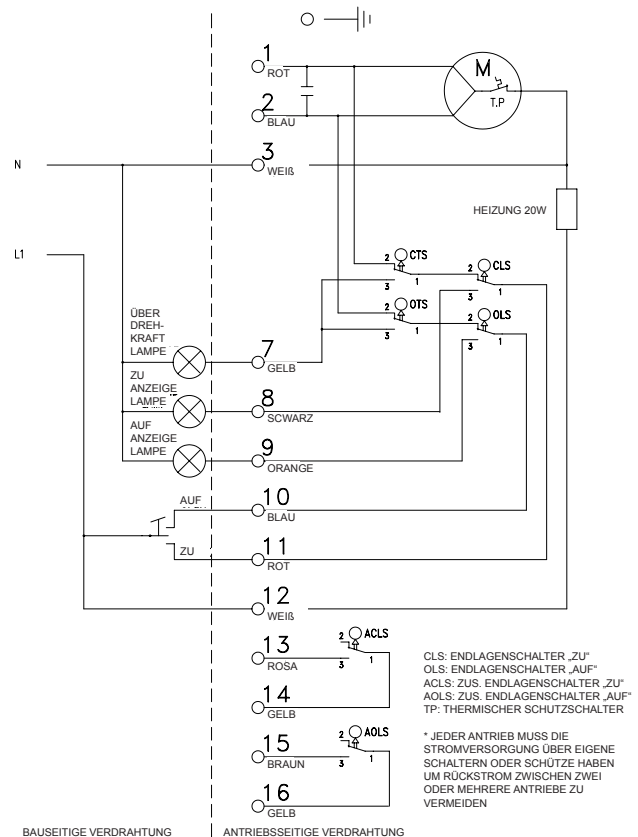 1
ROT
2
BLAU
M
T.P
N
3
WEIß
HEIZUNG 20W
L1
2 CTS
1
3
2 CLS
1
3
2 OTS
1
3
2 OLS
1
3
ÜBER
DREH-
KRAFT
LAMPE
7
GELB
ZU
ANZEIGE
LAMPE
8
SCWARZ
AUF
ANZEIGE
LAMPE
9
ORANGE
AUF
10
BLAU
ZU
11
ROT
12
WEIß
13
ROSA
2 ACLS
3 1
14
GELB
15
BRAUN
2 AOLS
3 1
16
GELB
CLS: ENDLAGENSCHALTER „ZU“
OLS: ENDLAGENSCHALTER „AUF“
ACLS: ZUS. ENDLAGENSCHALTER „ZU“
AOLS: ZUS. ENDLAGENSCHALTER „AUF“
TP: THERMISCHER SCHUTZSCHALTER
* JEDER ANTRIEB MUSS DIE
STROMVERSORGUNG ÜBER EIGENE
SCHALTERN ODER SCHÜTZE HABEN
UM RÜCKSTROM ZWISCHEN ZWEI
ODER MEHRERE ANTRIEBE ZU
VERMEIDEN
BAUSEITIGE VERDRAHTUNG
ANTRIEBSSEITIGE VERDRAHTUNG